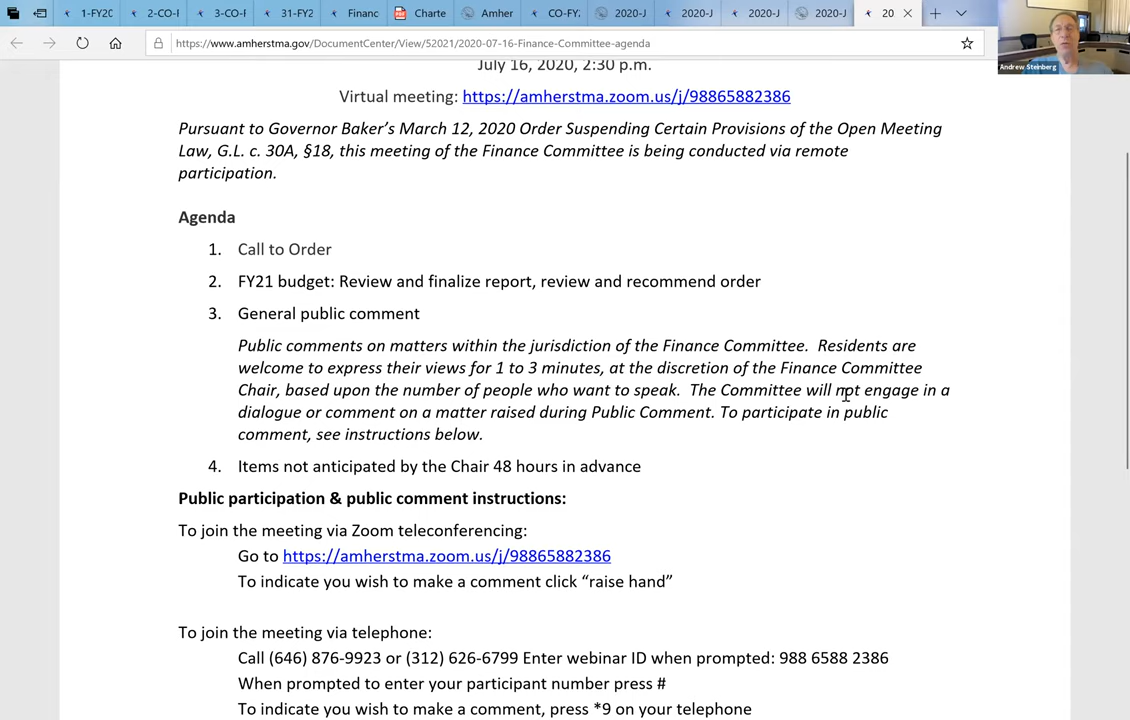 1-FY20
2-CO-F
3-CO-F
31-FY2
Financ
Charte
Amher
CO-FY
2020-J
2020-J
2020-J
2020-J
20
https://www.amherstma.gov/DocumentCenter/View/52021/2020-07-16-Finance-Committee-agenda
Andrew Steinberg
July 16, 2020, 2:30 p.m.
Virtual meeting: https://amherstma.zoom.us/j/98865882386
Pursuant to Governor Baker’s March 12, 2020 Order Suspending Certain Provisions of the Open Meeting
Law, G.L. c. 30A, §18, this meeting of the Finance Committee is being conducted via remote
participation.
Agenda
1. Call to Order
2. FY21 budget: Review and finalize report, review and recommend order
3. General public comment
Public comments on matters within the jurisdiction of the Finance Committee. Residents are
welcome to express their views for 1 to 3 minutes, at the discretion of the Finance Committee
Chair, based upon the number of people who want to speak. The Committee will not engage in a
dialogue or comment on a matter raised during Public Comment. To participate in public
comment, see instructions below.
4. Items not anticipated by the Chair 48 hours in advance
Public participation & public comment instructions:
To join the meeting via Zoom teleconferencing:
Go to https://amherstma.zoom.us/j/98865882386
To indicate you wish to make a comment click “raise hand”
To join the meeting via telephone:
Call (646) 876-9923 or (312) 626-6799 Enter webinar ID when prompted: 988 6588 2386
When prompted to enter your participant number press #
To indicate you wish to make a comment, press *9 on your telephone